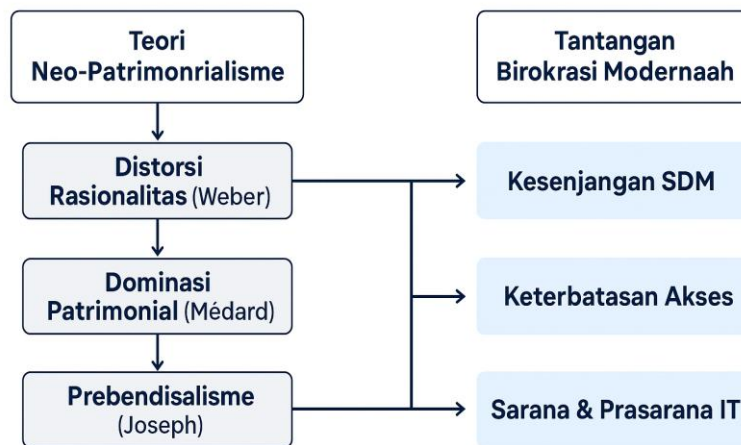 Teori
Neo-Patrimonrialisme
Distorsi
Rasionalitas (Weber)
Dominasi
Patrimonial (Médard)
Prebendisalisme
(Joseph)
Tantangan
Birokrasi Modernaah
Kesenjangan SDM
Keterbatasan Akses
Sarana & Prasarana IT